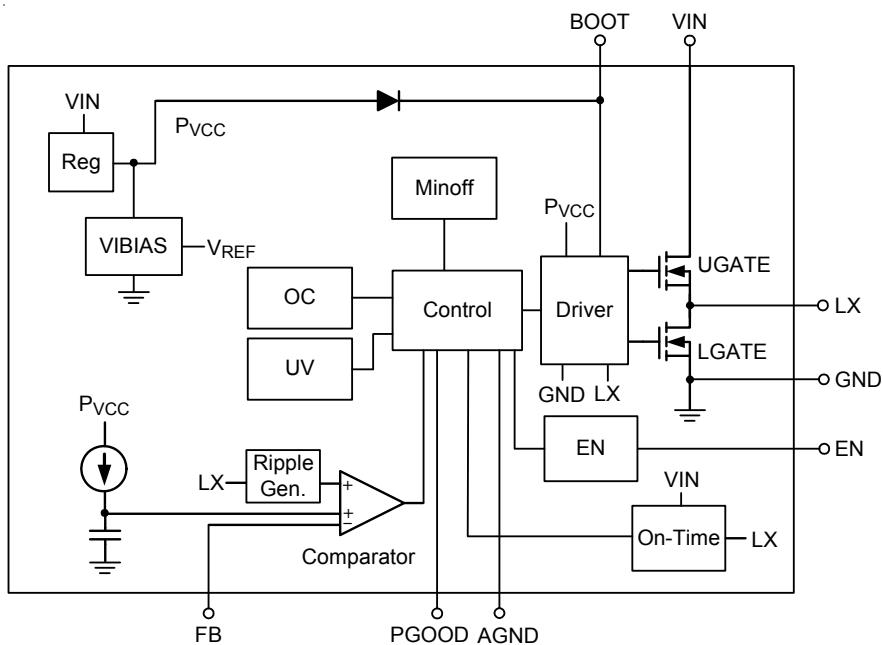 BOOT VIN
VIN
PVCC
Reg
Minoff
PVCC
VIBIAS
VREF
UGATE
OC
Control
Driver
LX
UV
LGATE
GND
GND LX
PVCC
EN
EN
Ripple
Gen.
LX
+
+
−
VIN
On-Time
LX
Comparator
FB
PGOOD AGND